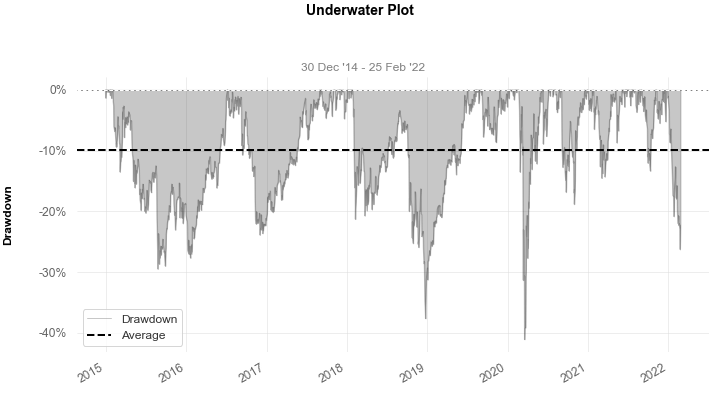 Underwater Plot
30 Dec '14 - 25 Feb '22
0%
-10%
-20%
-30%
-40%
Drawdown
Drawdown
Average
2015
2016
2017
2018
2019
2020
2021
2022